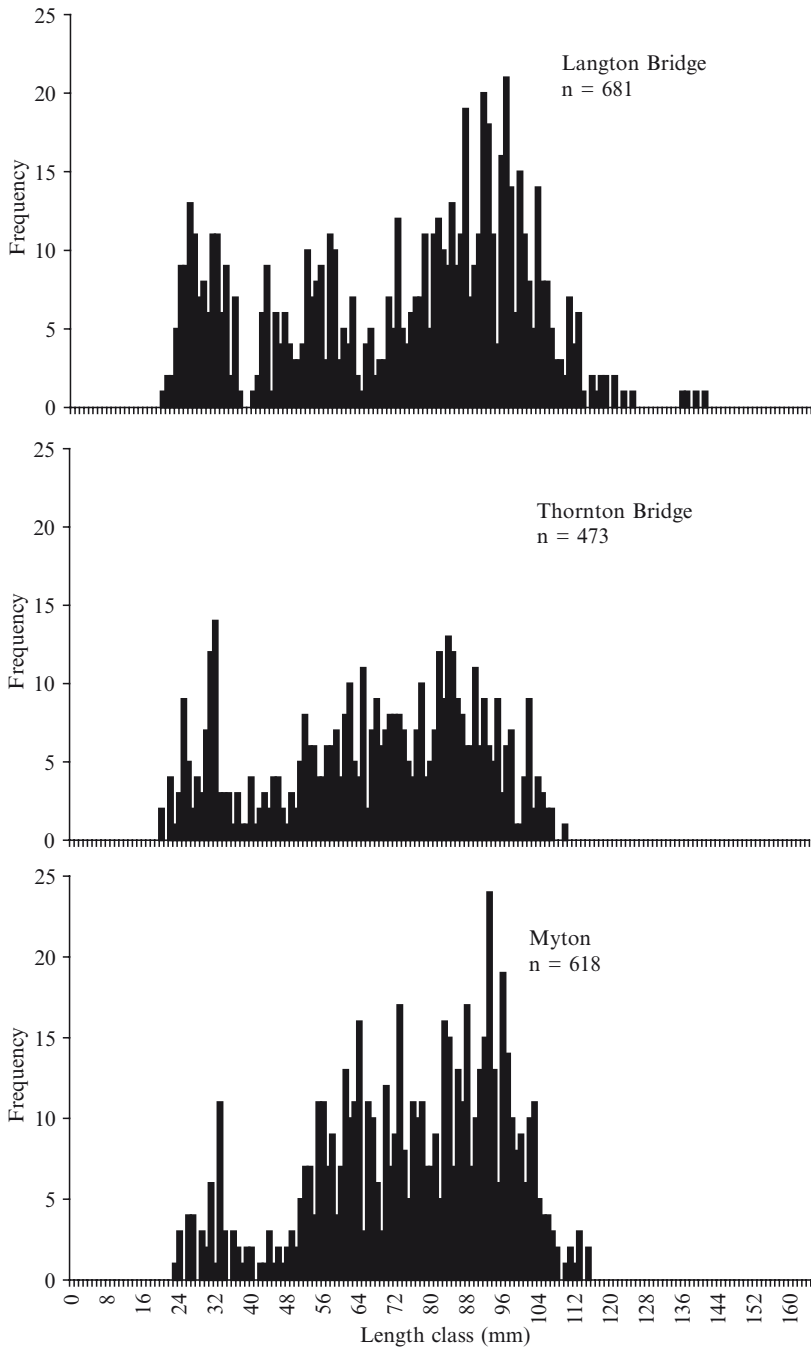 25
20
15
10
5
0
Frequency
Langton Bridge
n = 681
25
20
15
10
5
0
Frequency
Thornton Bridge
n = 473
25
20
15
10
5
0
Frequency
Myton
n = 618
0 8 16 24 32 40 48 56 64 72 80 88 96 104 112 120 128 136 144 152 160
Length class (mm)